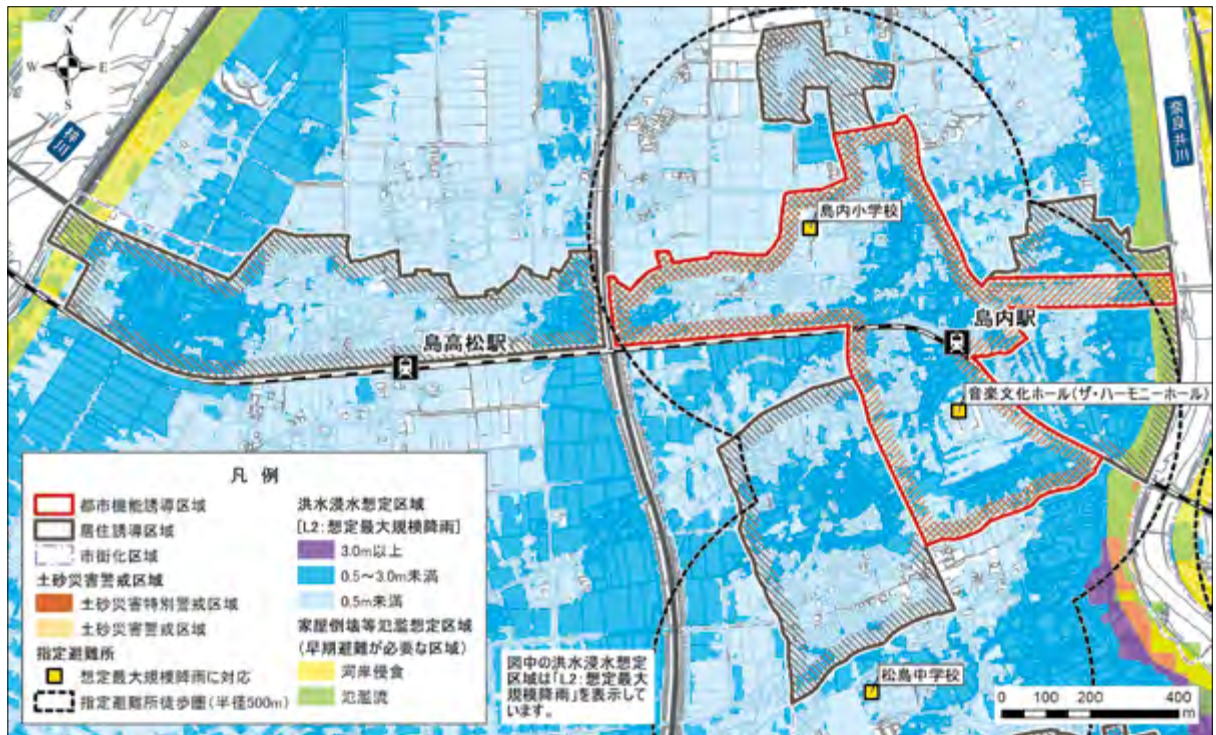 N
W
E
S
梓川
奈良井川
島内小学校
島高松駅
島内駅
音楽文化ホール(ザ・ハーモニーホール)
松島中学校
凡 例
都市機能誘導区域
居住誘導区域
市街化区域
土砂災害警戒区域
土砂災害特別警戒区域
土砂災害警戒区域
指定避難所
想定最大規模降雨に対応
指定避難所徒歩圏(半径500m)
洪水浸水想定区域
[L2:想定最大規模降雨]
3.0m以上
0.5~3.0m未満
0.5m未満
家屋倒壊等氾濫想定区域
(早期避難が必要な区域)
河岸侵食
氾濫流
図中の洪水浸水想定
区域は「L2:想定最大
規模降雨」を表示して
います。
0 100 200 400
m